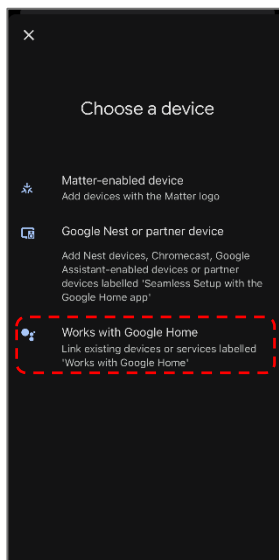 Choose a device
Matter-enabled device
Add devices with the Matter logo
Google Nest or partner device
Add Nest devices, Chromecast, Google
Assistant-enabled devices or partner
devices labelled 'Seamless Setup with the
Google Home app'
Works with Google Home
Link existing devices or services labelled
'Works with Google Home'